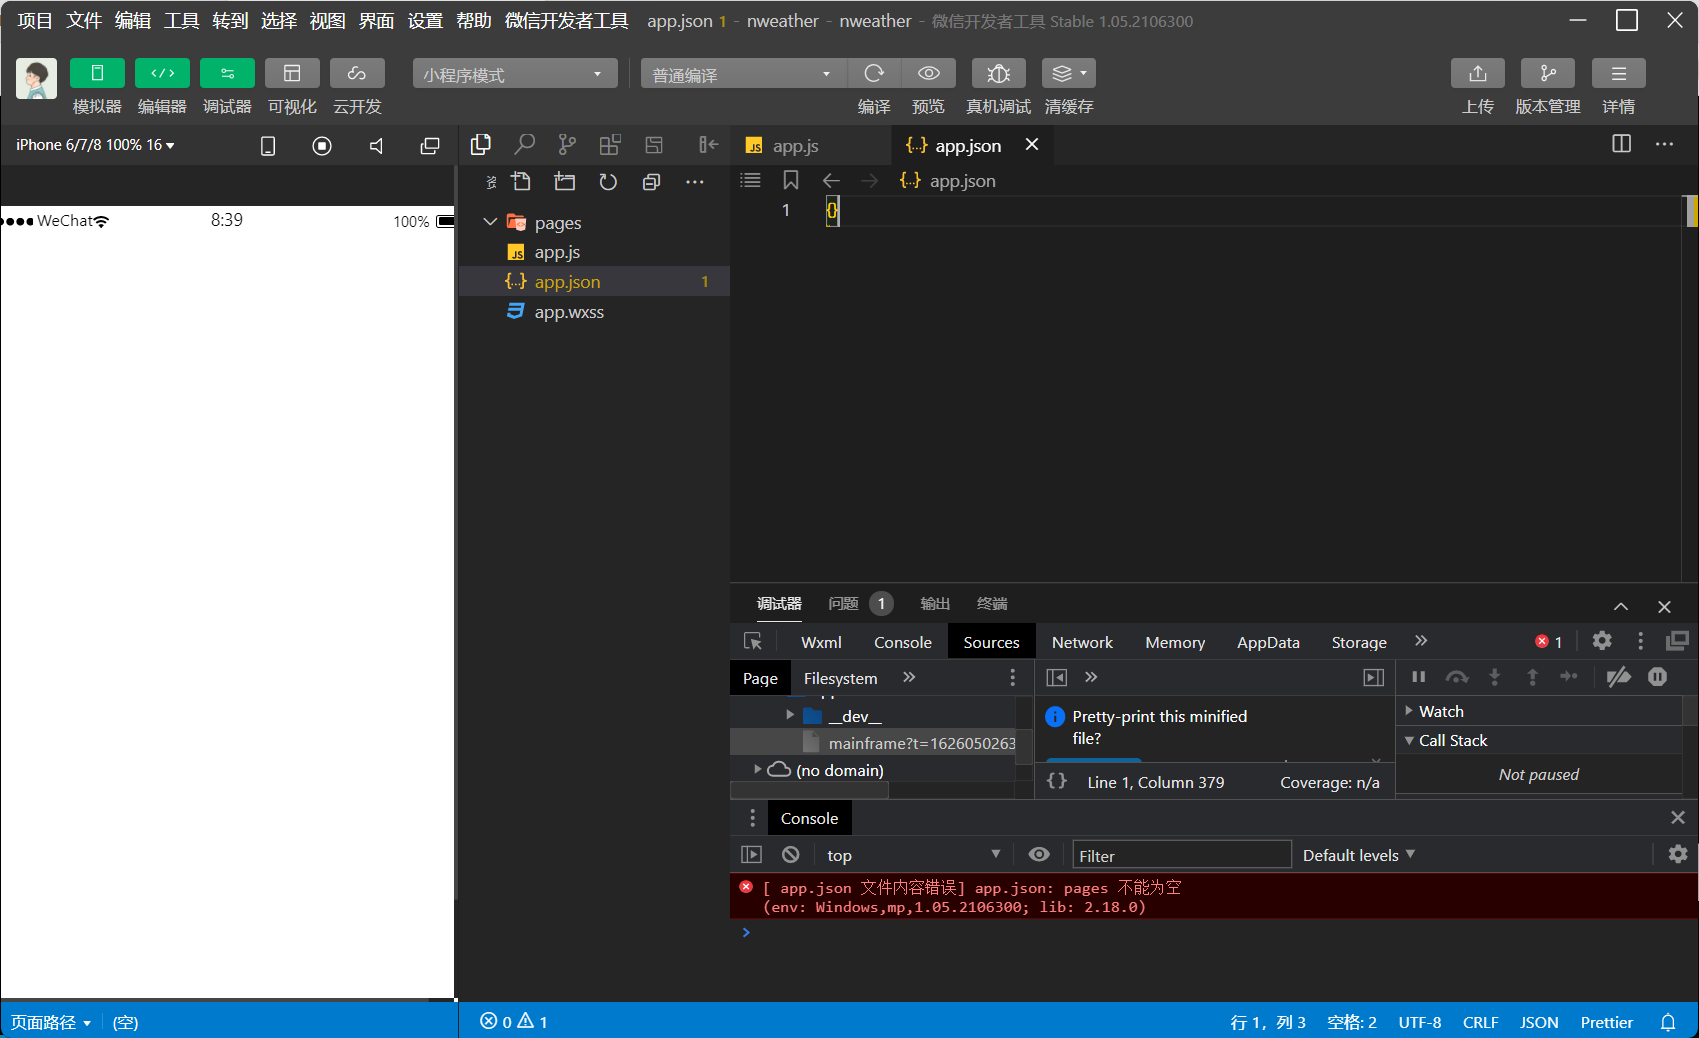 项目 文件 编辑 工具 转到 选择 视图 界面 设置 帮助 微信开发者工具 app.json 1 - nweather - nweather - 微信开发者工具 Stable 1.05.2106300
小程序模式 普通编译
模拟器 编辑器 调试器 可视化 云开发 编译 预览 真机调试 清缓存 上传 版本管理 详情
iPhone 6/7/8 100% 16
JS app.js
{..} app.json
{..} app.json
WeChat 8:39 100%
1 {}
pages
JS app.js
{..} app.json 1
app.wxss
调试器 问题 1 输出 终端
Wxml Console Sources Network Memory AppData Storage 1
Page Filesystem
__dev__
mainframe?t=1626050263
(no domain)
Pretty-print this minified
file?
{} Line 1, Column 379 Coverage: n/a
Watch
Call Stack
Not paused
Console
top Filter Default levels
[ app.json 文件内容错误] app.json: pages 不能为空
(env: Windows,mp,1.05.2106300; lib: 2.18.0)
>
页面路径 (空) 0 1 行 1，列 3 空格: 2 UTF-8 CRLF JSON Prettier